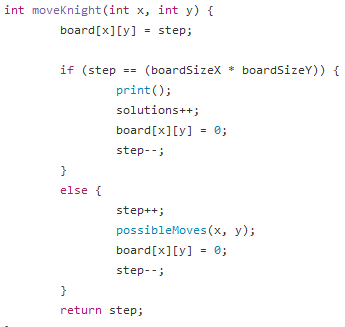 int moveKnight(int x, int y) {
board[x][y] = step;
if (step == (boardSizeX * boardSizeY)) {
print();
solutions++;
board[x][y] = 0;
step--;
}
else {
step++;
possibleMoves(x, y);
board[x][y] = 0;
step--;
}
return step;